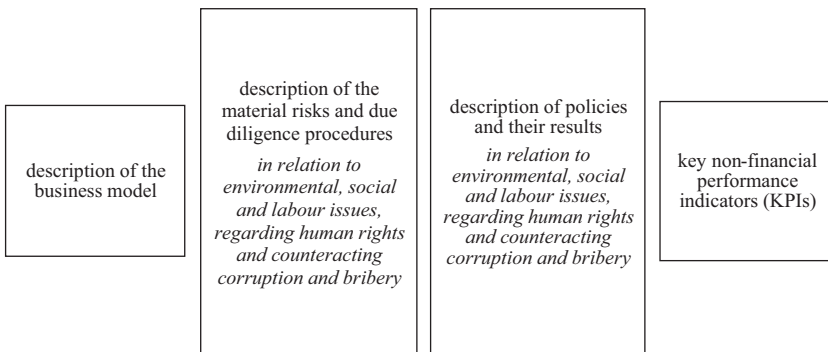 description of the
business model
description of the
material risks and due
diligence procedures
in relation to
environmental, social
and labour issues,
regarding human rights
and counteracting
corruption and bribery
description of policies
and their results
in relation to
environmental, social
and labour issues,
regarding human rights
and counteracting
corruption and bribery
key non-financial
performance
indicators (KPIs)